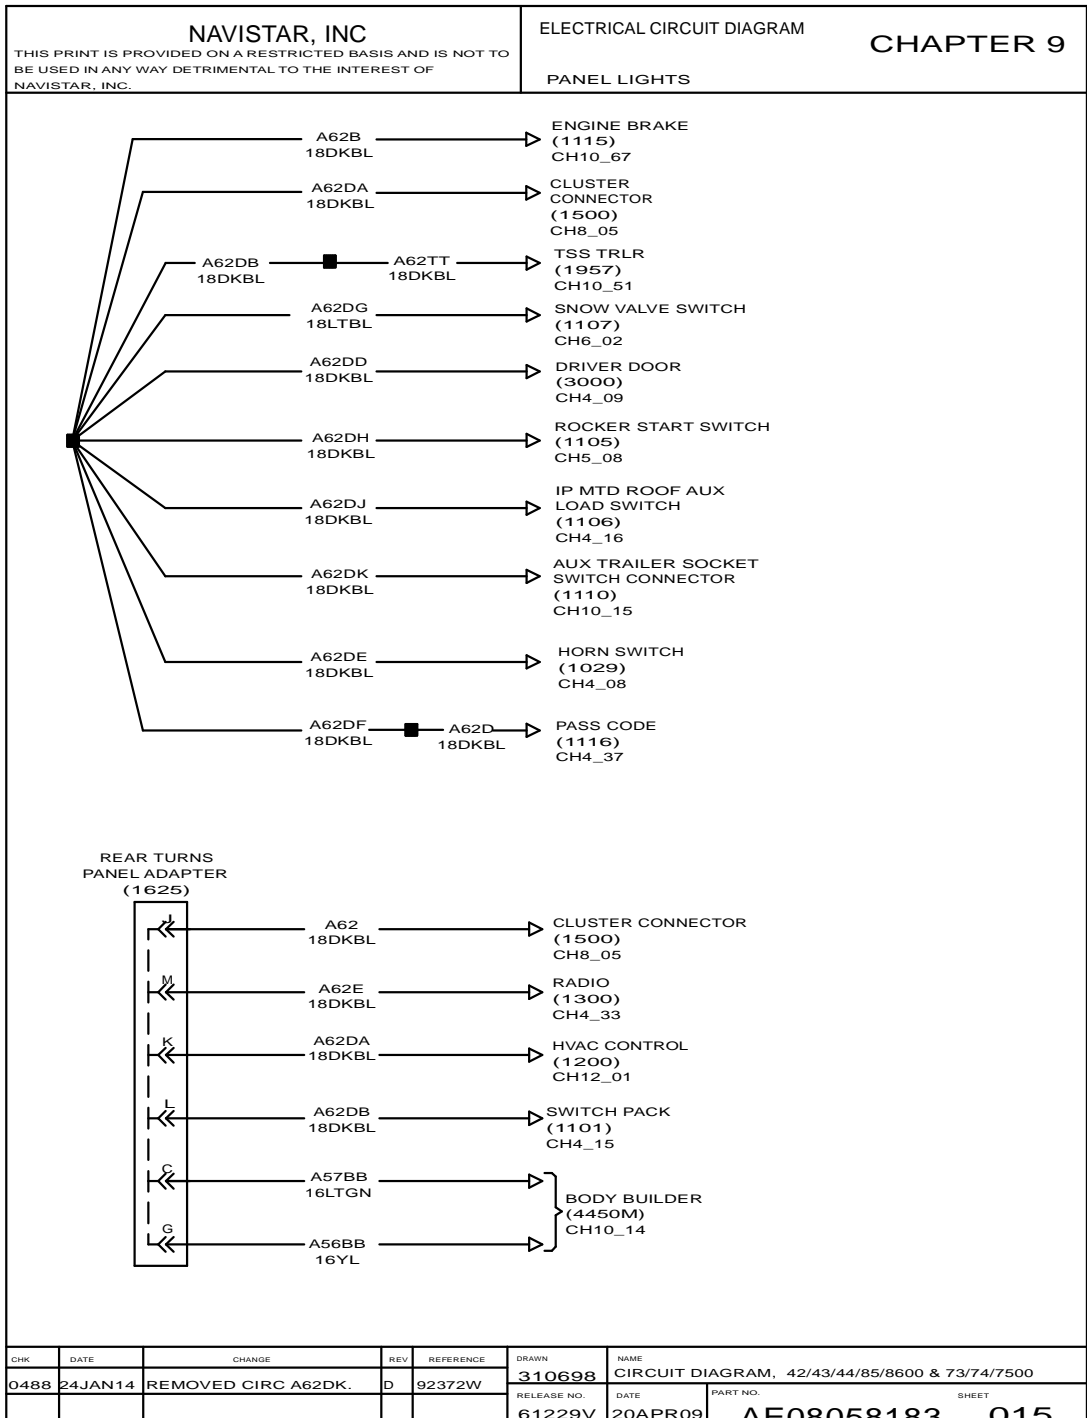 NAVISTAR, INC
THIS PRINT IS PROVIDED ON A RESTRICTED BASIS AND IS NOT TO
BE USED IN ANY WAY DETRIMENTAL TO THE INTEREST OF
NAVISTAR, INC.
ELECTRICAL CIRCUIT DIAGRAM
CHAPTER 9
PANEL LIGHTS
A62B
18DKBL
ENGINE BRAKE
(1115)
CH10_67
A62DA
18DKBL
CLUSTER
CONNECTOR
(1500)
CH8_05
A62DB
18DKBL
A62TT
18DKBL
TSS TRLR
(1957)
CH10_51
A62DG
18LTBL
SNOW VALVE SWITCH
(1107)
CH6_02
A62DD
18DKBL
DRIVER DOOR
(3000)
CH4_09
A62DH
18DKBL
ROCKER START SWITCH
(1105)
CH5_08
A62DJ
18DKBL
IP MTD ROOF AUX
LOAD SWITCH
(1106)
CH4_16
A62DK
18DKBL
AUX TRAILER SOCKET
SWITCH CONNECTOR
(1110)
CH10_15
A62DE
18DKBL
HORN SWITCH
(1029)
CH4_08
A62DF
18DKBL
A62D
18DKBL
PASS CODE
(1116)
CH4_37
REAR TURNS
PANEL ADAPTER
(1625)
J
A62
18DKBL
CLUSTER CONNECTOR
(1500)
CH8_05
M
A62E
18DKBL
RADIO
(1300)
CH4_33
K
A62DA
18DKBL
HVAC CONTROL
(1200)
CH12_01
L
A62DB
18DKBL
SWITCH PACK
(1101)
CH4_15
C
A57BB
16LTGN
G
A56BB
16YL
BODY BUILDER
(4450M)
CH10_14
CHK DATE CHANGE REV REFERENCE
0488 24JAN14 REMOVED CIRC A62DK. D 92372W
DRAWN
310698
NAME
CIRCUIT DIAGRAM, 42/43/44/85/8600 & 73/74/7500
RELEASE NO. DATE PART NO. SHEET
61229V 20APR09 AE08058183 015